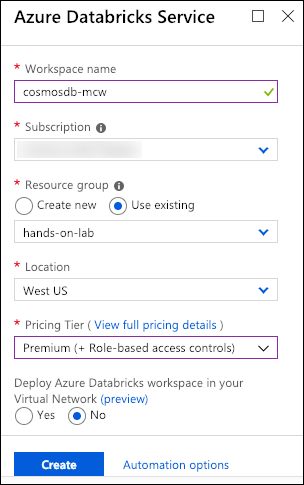 Azure Databricks Service
* Workspace name
cosmosdb-mcw
* Subscription
* Resource group
Create new Use existing
hands-on-lab
* Location
West US
* Pricing Tier ( View full pricing details )
Premium (+ Role-based access controls)
Deploy Azure Databricks workspace in your
Virtual Network (preview)
Yes No
Create Automation options